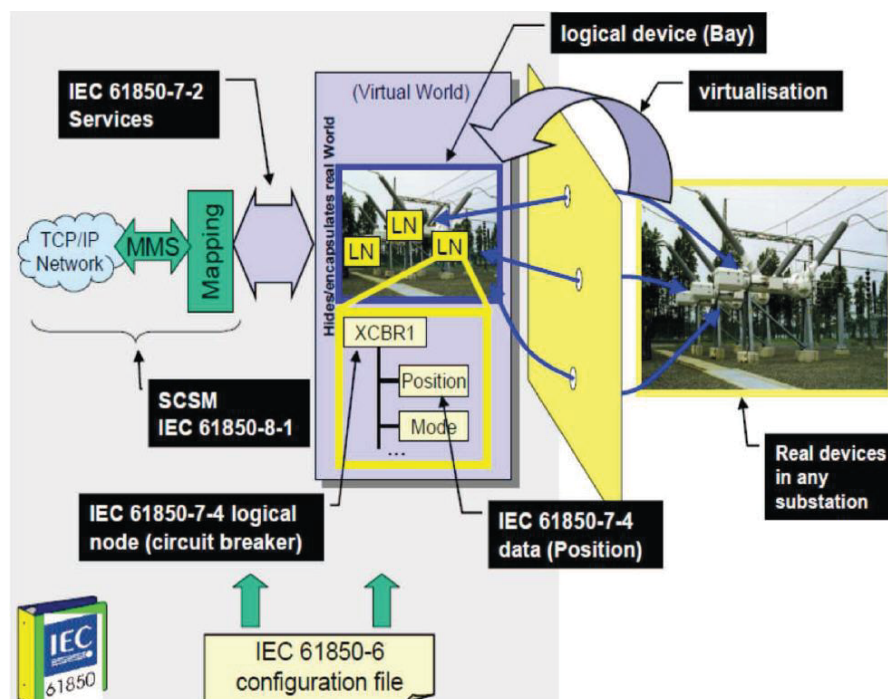 logical device (Bay)
IEC 61850-7-2
Services
(Virtual World)
virtualisation
Hides/encapsulates real World
TCP/IP
Network
MMS
Mapping
LN
LN
LN
XCBR1
Position
Mode
...
SCSM
IEC 61850-8-1
Real devices
in any
substation
IEC 61850-7-4 logical
node (circuit breaker)
IEC 61850-7-4
data (Position)
IEC
61850
IEC 61850-6
configuration file